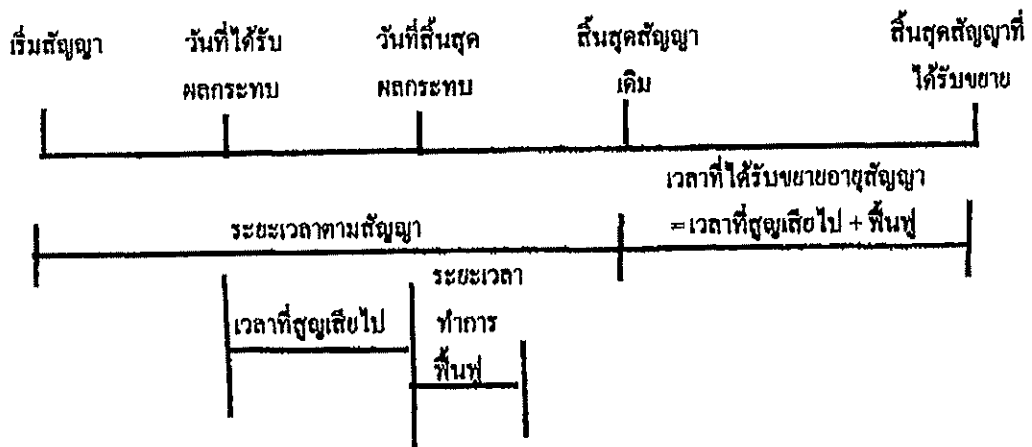 เริ่มสัญญา
วันที่ได้รับ
ผลกระทบ
วันที่สิ้นสุด
ผลกระทบ
สิ้นสุดสัญญา
เดิม
สิ้นสุดสัญญาที่
ได้รับขยาย
ระยะเวลาตามสัญญา
เวลาที่ได้รับขยายอายุสัญญา
=เวลาที่สูญเสียไป + ฟื้นฟู
เวลาที่สูญเสียไป
ระยะเวลา
ทำการ
ฟื้นฟู